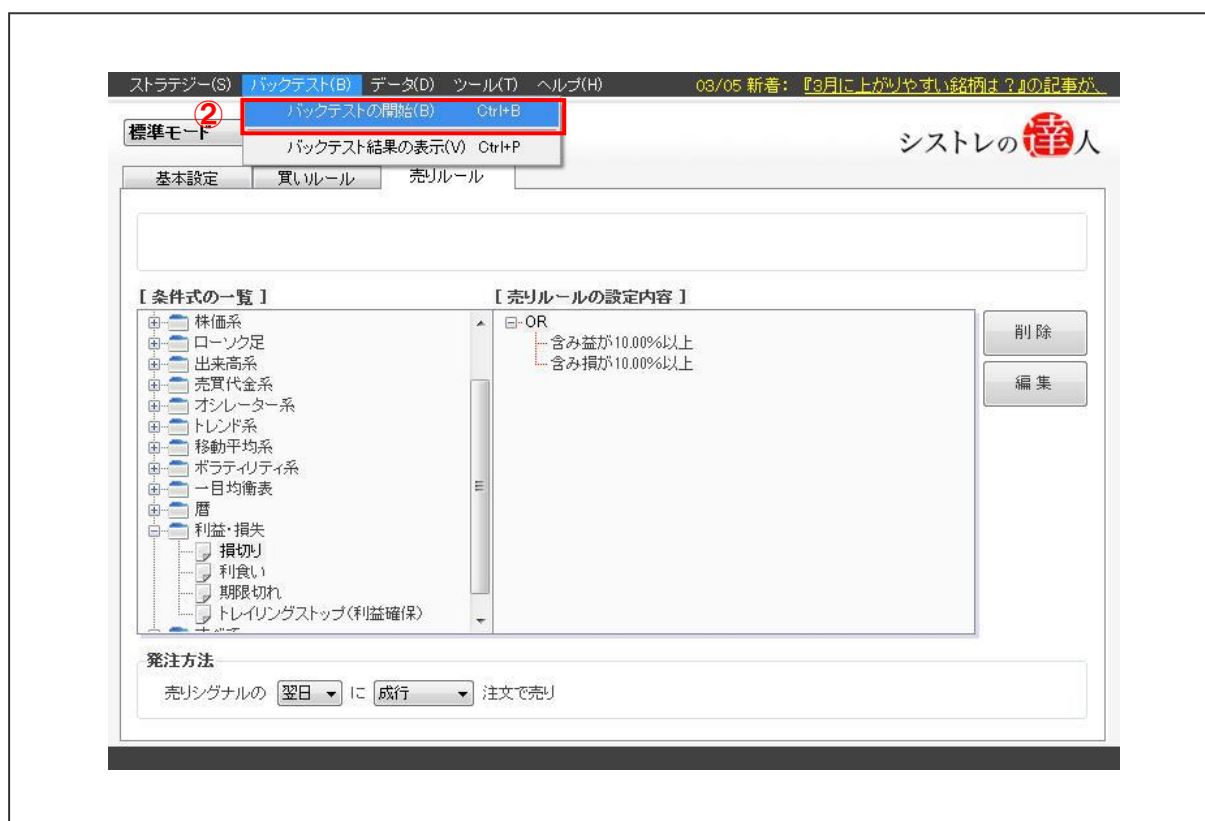 ストラテジー(S) バックテスト(B) データ(D) ツール(T) ヘルプ(H) 03/05 新着: 『3月に上がりやすい銘柄は?』の記事が、
② バックテストの開始(B) Ctrl+B
標準モード
バックテスト結果の表示(V) Ctrl+P
シストレの達人
基本設定 買いルール 売りルール
[ 条件式の一覧 ] [ 売りルールの設定内容 ]
株価系
ローソク足
出来高系
売買代金系
オシレーター系
トレンド系
移動平均系
ボラティリティ系
一目均衡表
暦
利益・損失
損切り
利食い
期限切れ
トレイリングストップ(利益確保)
OR
含み益が10.00%以上
含み損が10.00%以上
削 除
編 集
発注方法
売りシグナルの 翌日 に 成行 注文で売り